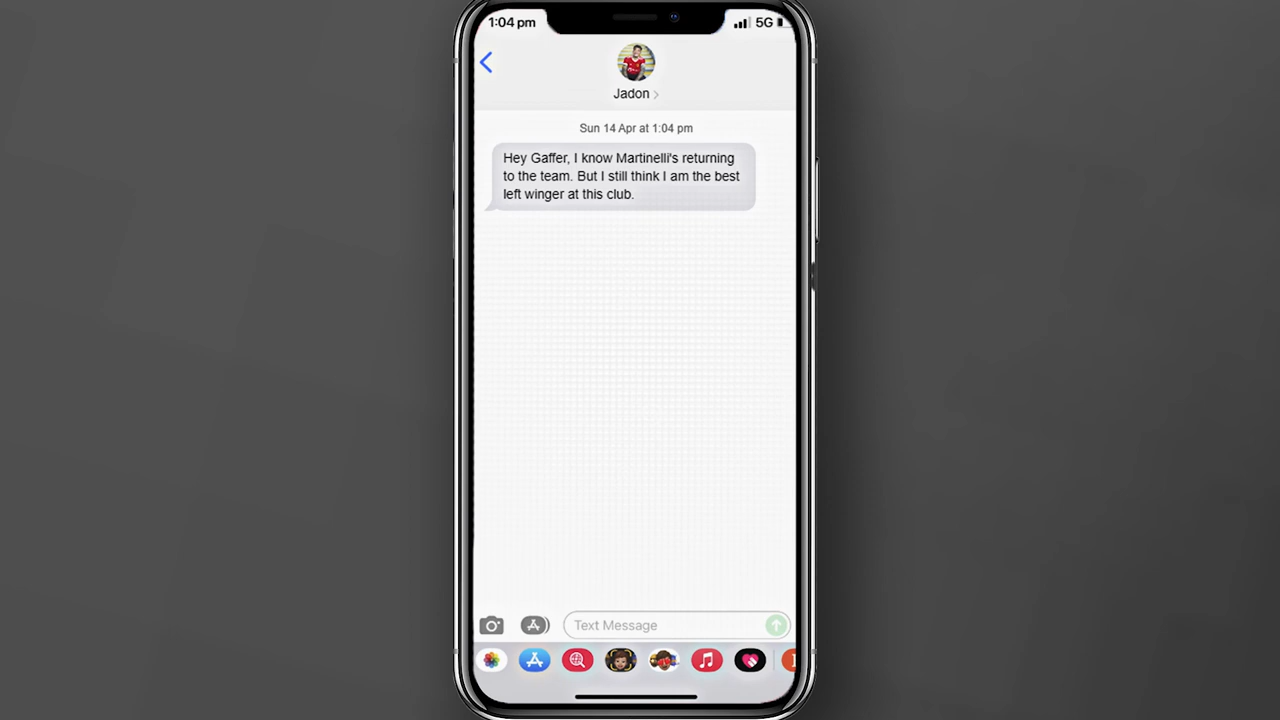 1:04 pm
5G
Jadon
Sun 14 Apr at 1:04 pm
Hey Gaffer, I know Martinelli's returning
to the team. But I still think I am the best
left winger at this club.
Text Message